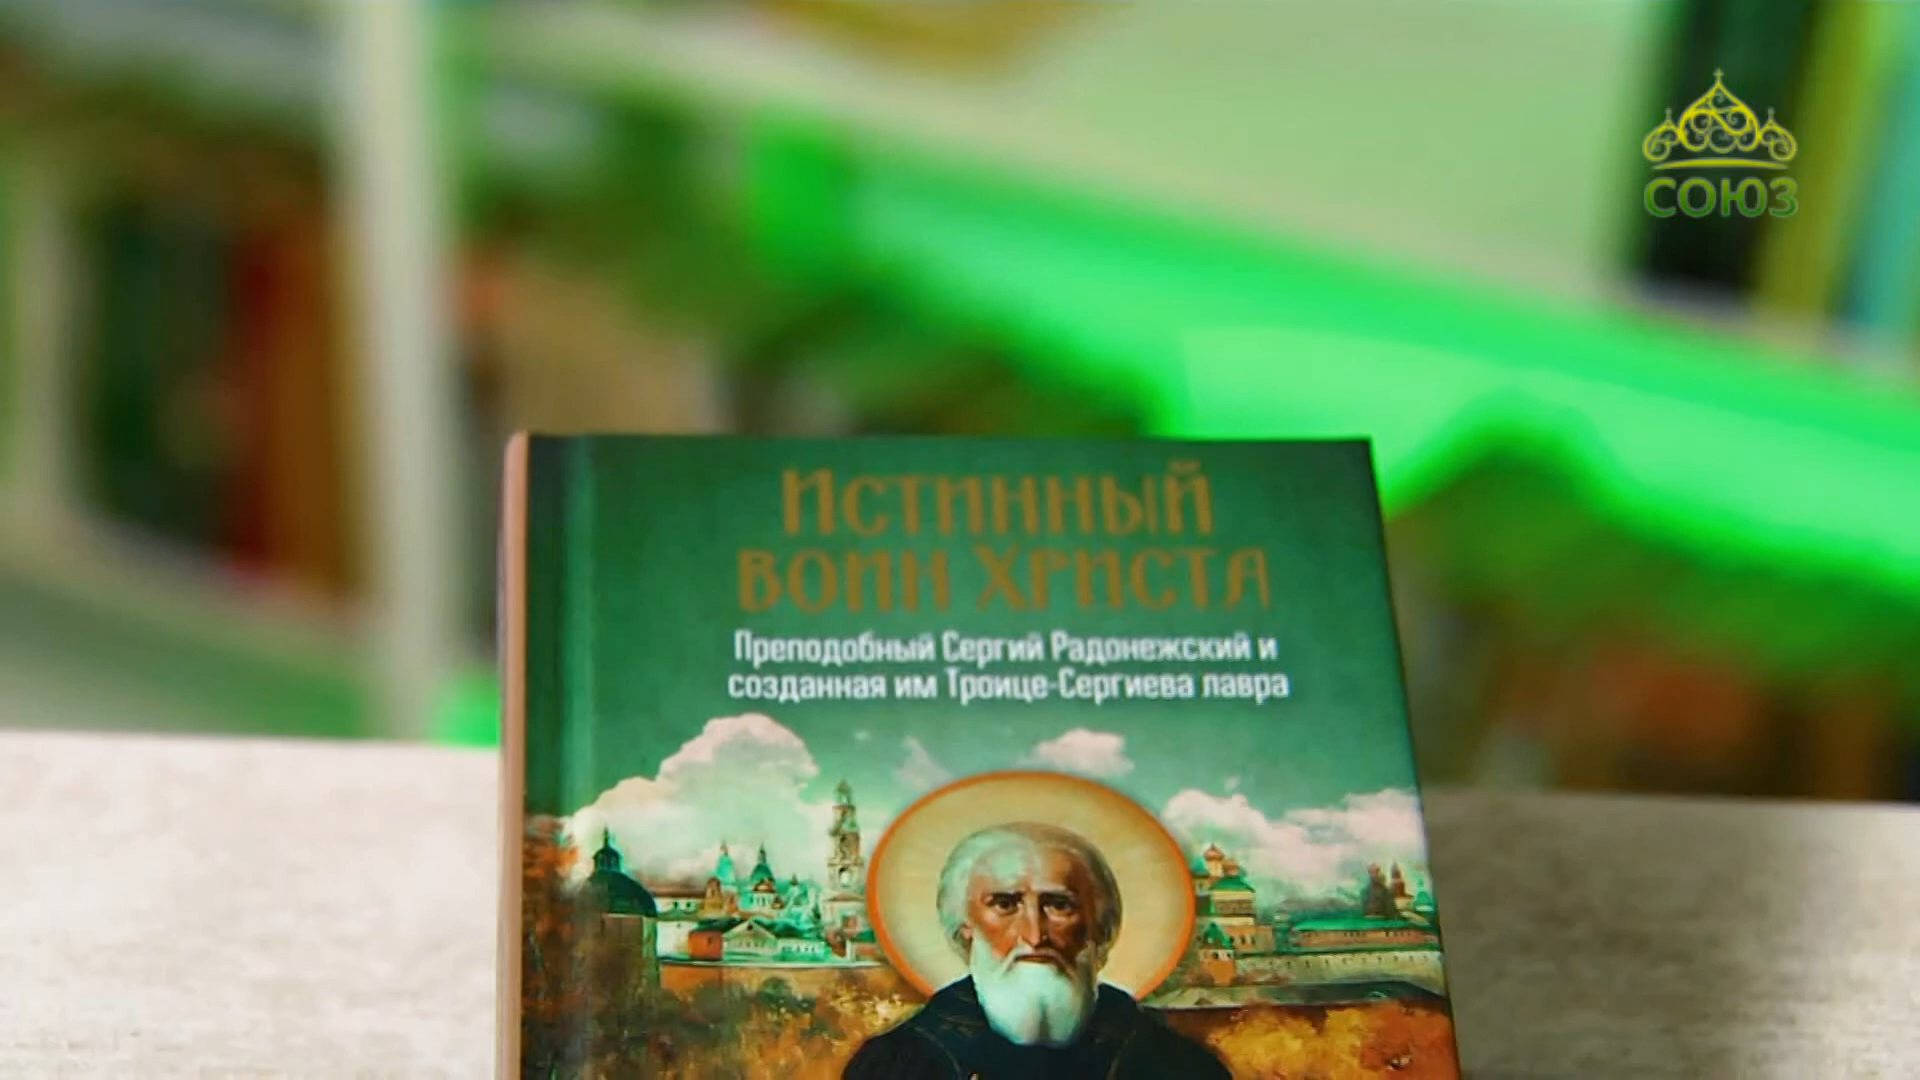 СОЮЗ
ИСТИННЫЙ
ВОИН ХРИСТА
Преподобный Сергий Радонежский и
созданная им Троице-Сергиева лавра